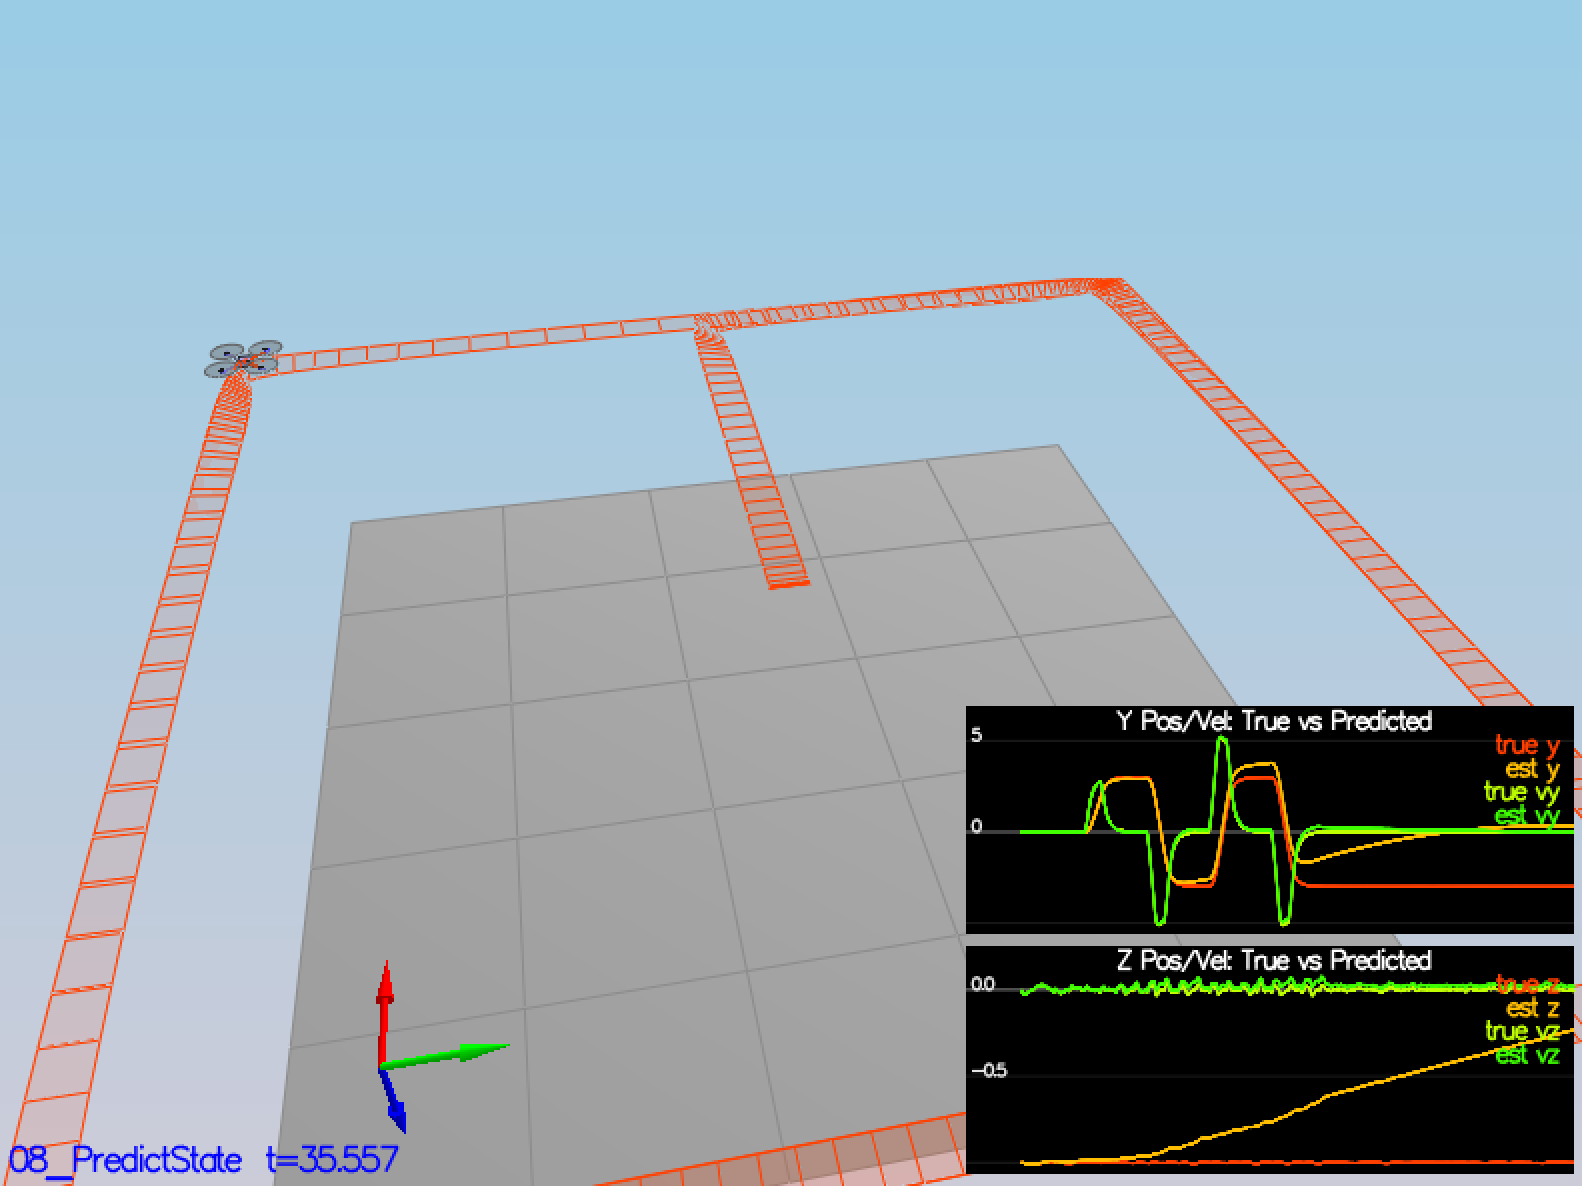 Y Pos/Vel: True vs Predicted
5
true y
est y
true vy
est vy
0
Z Pos/Vel: True vs Predicted
0.0
true z
est z
true vz
est vz
-0.5
08_PredictState t=35.557